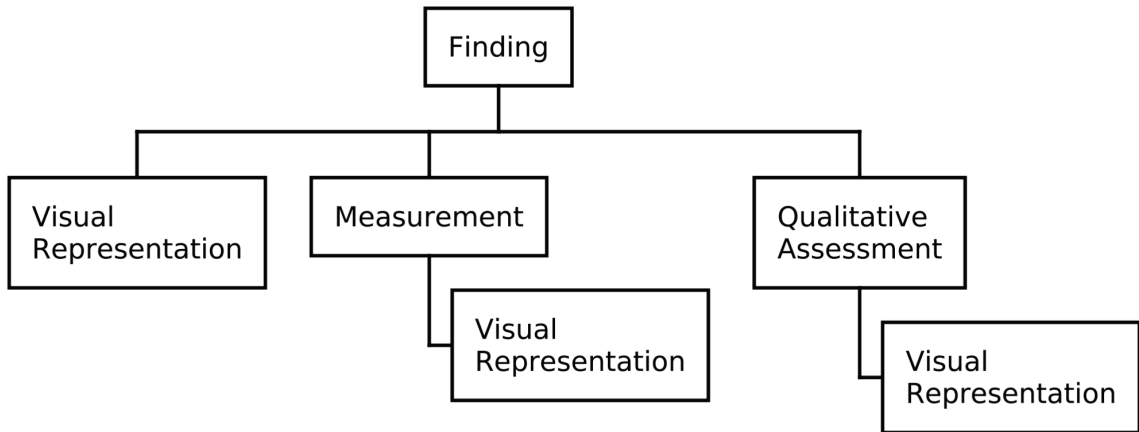 Finding
Visual
Representation
Measurement
Qualitative
Assessment
Visual
Representation
Visual
Representation